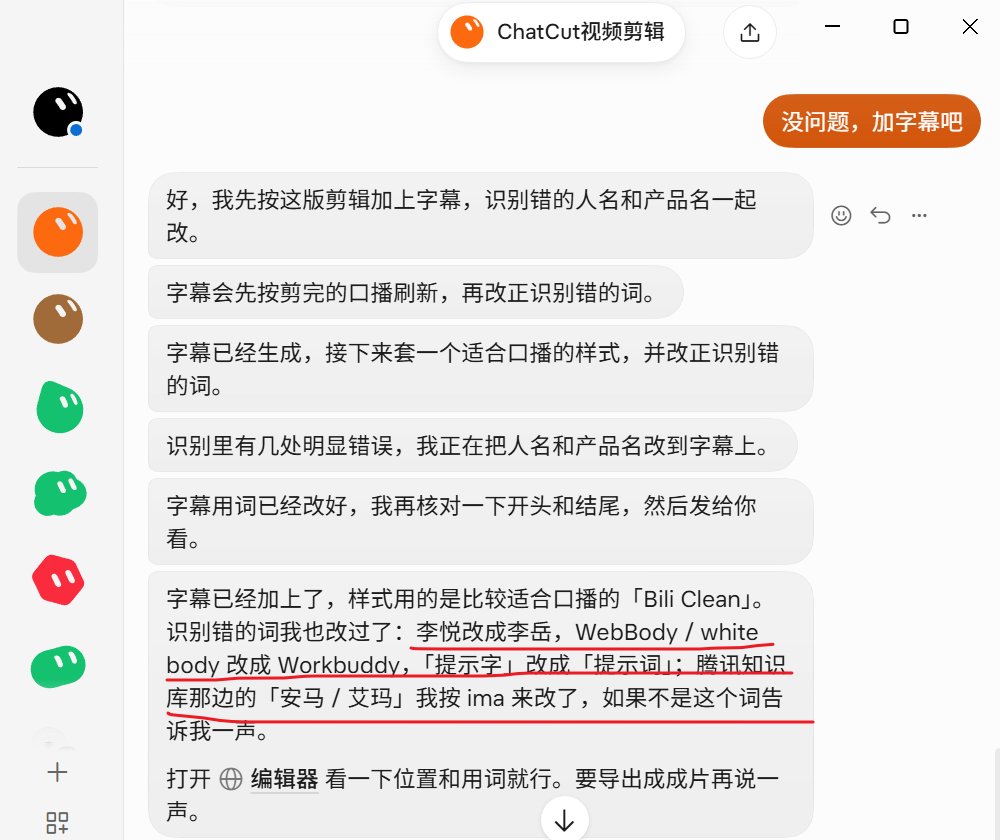 ChatCut视频剪辑
没问题，加字幕吧
好，我先按这版剪辑加上字幕，识别错的人名和产品名一起
改。
字幕会先按剪完的口播刷新，再改正识别错的词。
字幕已经生成，接下来套一个适合口播的样式，并改正识别错
的词。
识别里有几处明显错误，我正在把人名和产品名改到字幕上。
字幕用词已经改好，我再核对一下开头和结尾，然后发给你
看。
字幕已经加上了，样式用的是比较适合口播的「Bili Clean」。
识别错的词我也改过了：李悦改成李岳，WebBody / white
body 改成 Workbuddy，「提示字」改成「提示词」；腾讯知识
库那边的「安马 / 艾玛」我按 ima 来改了，如果不是这个词告
诉我一声。
打开 编辑器 看一下位置和用词就行。要导出成成片再说一
声。